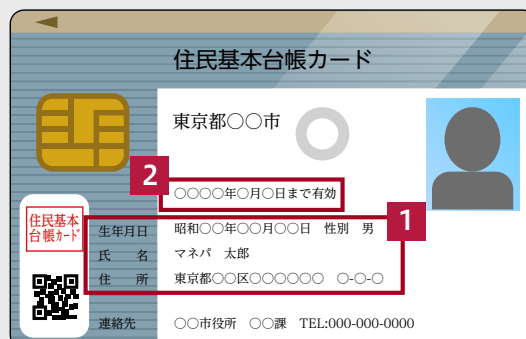 住民基本台帳カード
東京都○○市
2
○○○○年○月○日まで有効
1
住民基本
台帳カード
生年月日 昭和○○年○○月○○日 性別 男
氏 名 マネパ 太郎
住 所 東京都○○区○○○○○○ ○-○-○
連絡先 ○○市役所 ○○課 TEL:000-000-0000